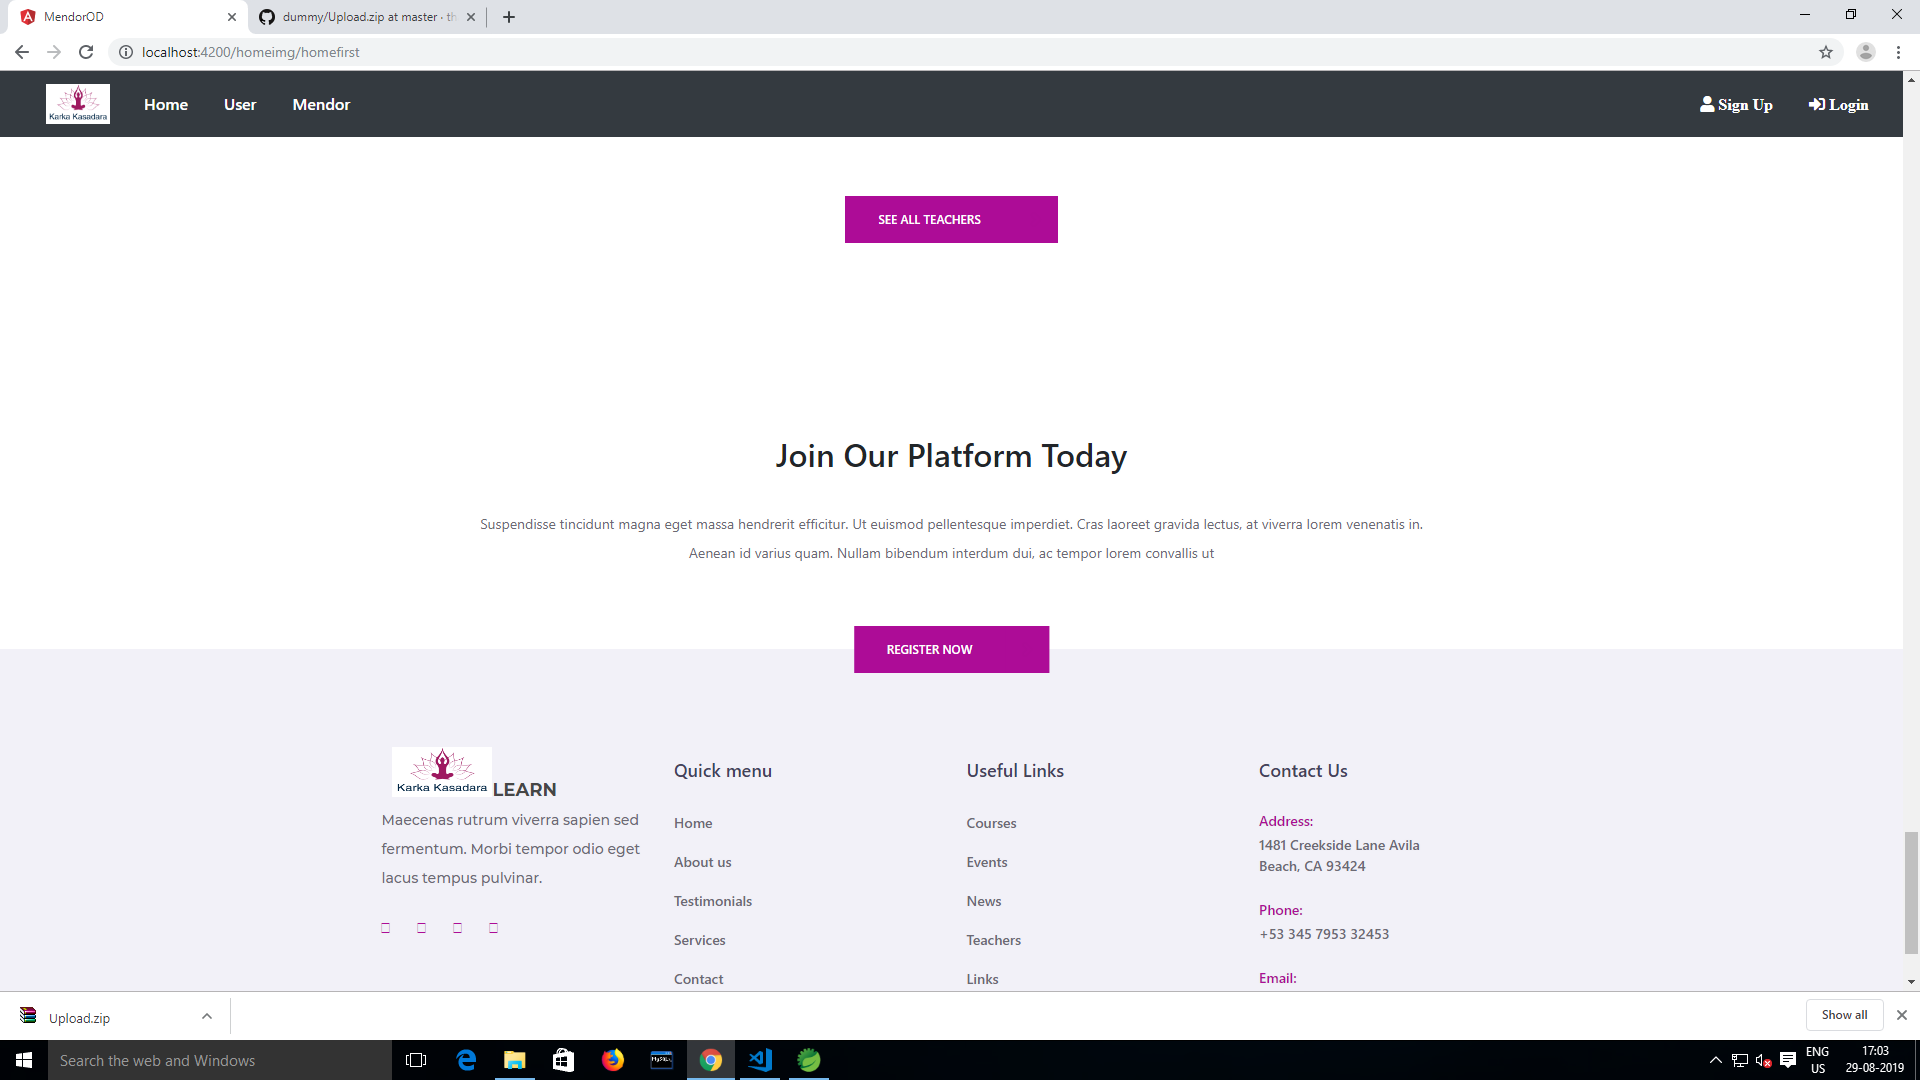 MendorOD
dummy/Upload.zip at master · th
localhost:4200/homeimg/homefirst
Karka Kasadara
Home
User
Mendor
Sign Up
Login
SEE ALL TEACHERS
Join Our Platform Today
Suspendisse tincidunt magna eget massa hendrerit efficitur. Ut euismod pellentesque imperdiet. Cras laoreet gravida lectus, at viverra lorem venenatis in.
Aenean id varius quam. Nullam bibendum interdum dui, ac tempor lorem convallis ut
REGISTER NOW
Karka Kasadara
LEARN
Maecenas rutrum viverra sapien sed
fermentum. Morbi tempor odio eget
lacus tempus pulvinar.
Quick menu
Home
About us
Testimonials
Services
Contact
Useful Links
Courses
Events
News
Teachers
Links
Contact Us
Address:
1481 Creekside Lane Avila
Beach, CA 93424
Phone:
+53 345 7953 32453
Email:
Upload.zip
Show all
Search the web and Windows
MySQL
ENG
US
17:03
29-08-2019